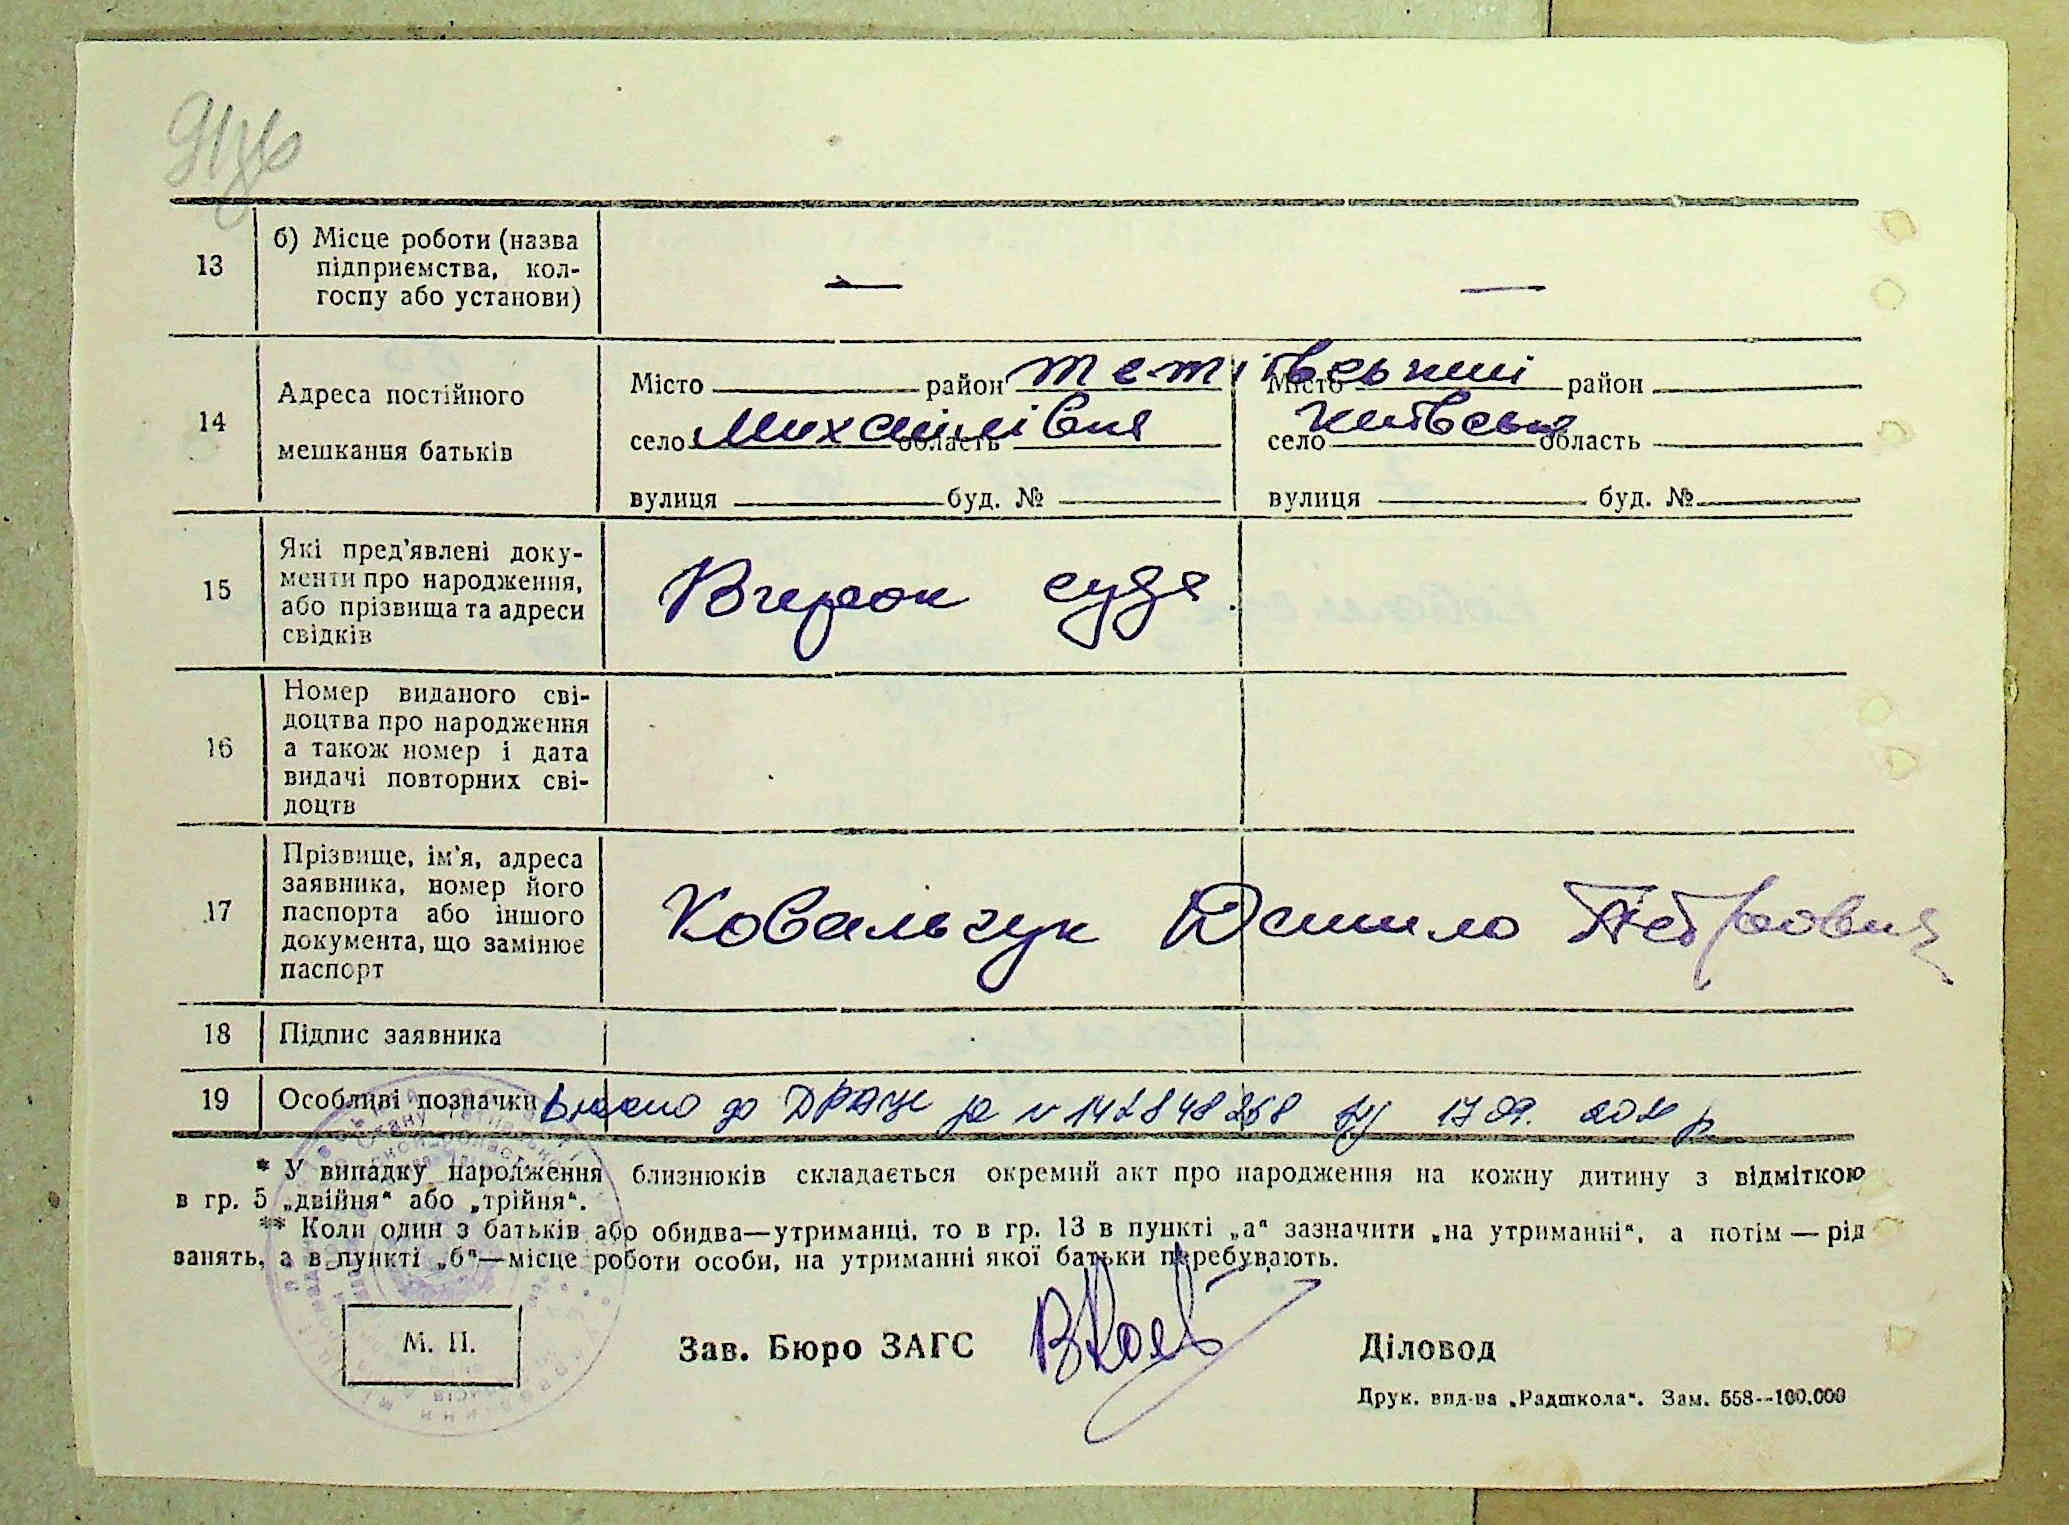 13
б) Місце роботи (назва
підприємства, кол-
госпу або установи)
— —
14
Адреса постійного
мешкання батьків
Місто район Тетіївський Місто район
село Михайлівка область село Київська область
вулиця буд. № вулиця буд. №
15
Які пред'явлені доку-
менти про народження,
або прізвища та адреси
свідків
суда
16
Номер виданого сві-
доцтва про народження
а також номер і дата
видачі повторних сві-
доцтв
17
Прізвище, ім'я, адреса
заявника, номер його
паспорта або іншого
документа, що замінює
паспорт
Ковальчук Данило Петрович
18
Підпис заявника
19
Особливі позначки до ДРАЦС за № р
* У випадку народження близнюків складається окремий акт про народження на кожну дитину з відміткою
в гр. 5 „двійня“ або „трійня“.
** Коли один з батьків або обидва—утриманці, то в гр. 13 в пункті „а“ зазначити „на утриманні“, а потім — рід
занять, а в пункті „б“—місце роботи особи, на утриманні якої батьки перебувають.
М. П.
Зав. Бюро ЗАГС
Діловод
Друк. вид-ва „Радшкола“. Зам. 558--100.000